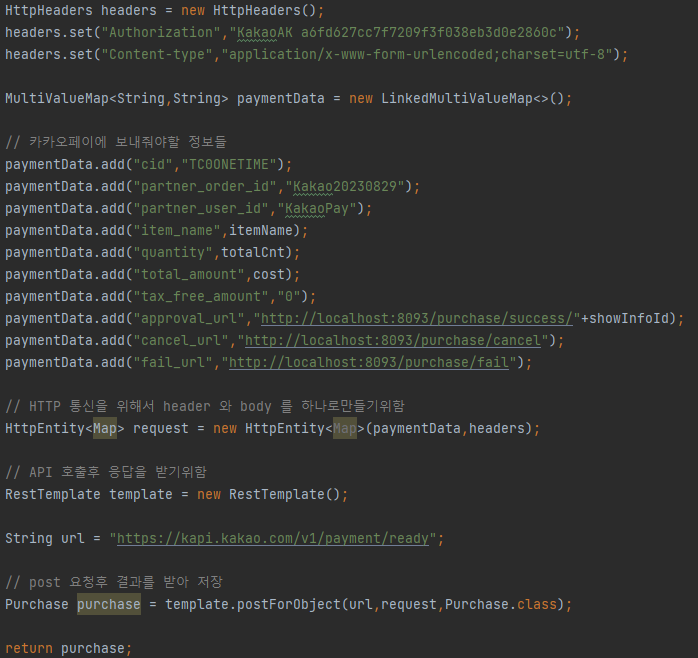 HttpHeaders headers = new HttpHeaders();
headers.set("Authorization","KakaoAK a6fd627cc7f7209f3f038eb3d0e2860c");
headers.set("Content-type","application/x-www-form-urlencoded;charset=utf-8");
MultiValueMap<String,String> paymentData = new LinkedMultiValueMap<>();
// 카카오페이에 보내줘야할 정보들
paymentData.add("cid","TC0ONETIME");
paymentData.add("partner_order_id","Kakao20230829");
paymentData.add("partner_user_id","KakaoPay");
paymentData.add("item_name",itemName);
paymentData.add("quantity",totalCnt);
paymentData.add("total_amount",cost);
paymentData.add("tax_free_amount","0");
paymentData.add("approval_url","http://localhost:8093/purchase/success/"+showInfoId);
paymentData.add("cancel_url","http://localhost:8093/purchase/cancel");
paymentData.add("fail_url","http://localhost:8093/purchase/fail");
// HTTP 통신을 위해서 header 와 body 를 하나로만들기위함
HttpEntity<Map> request = new HttpEntity<Map>(paymentData,headers);
// API 호출후 응답을 받기위함
RestTemplate template = new RestTemplate();
String url = "https://kapi.kakao.com/v1/payment/ready";
// post 요청후 결과를 받아 저장
Purchase purchase = template.postForObject(url,request,Purchase.class);
return purchase;